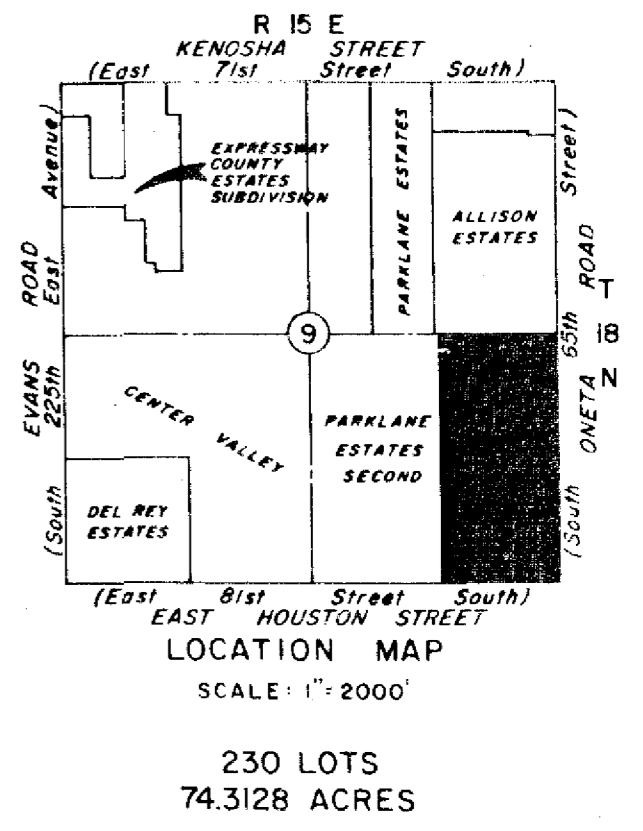 R 15 E
KENOSHA STREET
(East 71st Street South)
EXPRESSWAY
COUNTY
ESTATES
SUBDIVISION
PARKLANE ESTATES
ALLISON
ESTATES
EVANS ROAD
(South 225th East Avenue)
9
CENTER VALLEY
PARKLANE
ESTATES
SECOND
DEL REY
ESTATES
ONETA ROAD
(South 65th Street)
T
18
N
(East 81st Street South)
EAST HOUSTON STREET
LOCATION MAP
SCALE: 1"=2000'
230 LOTS
74.3128 ACRES